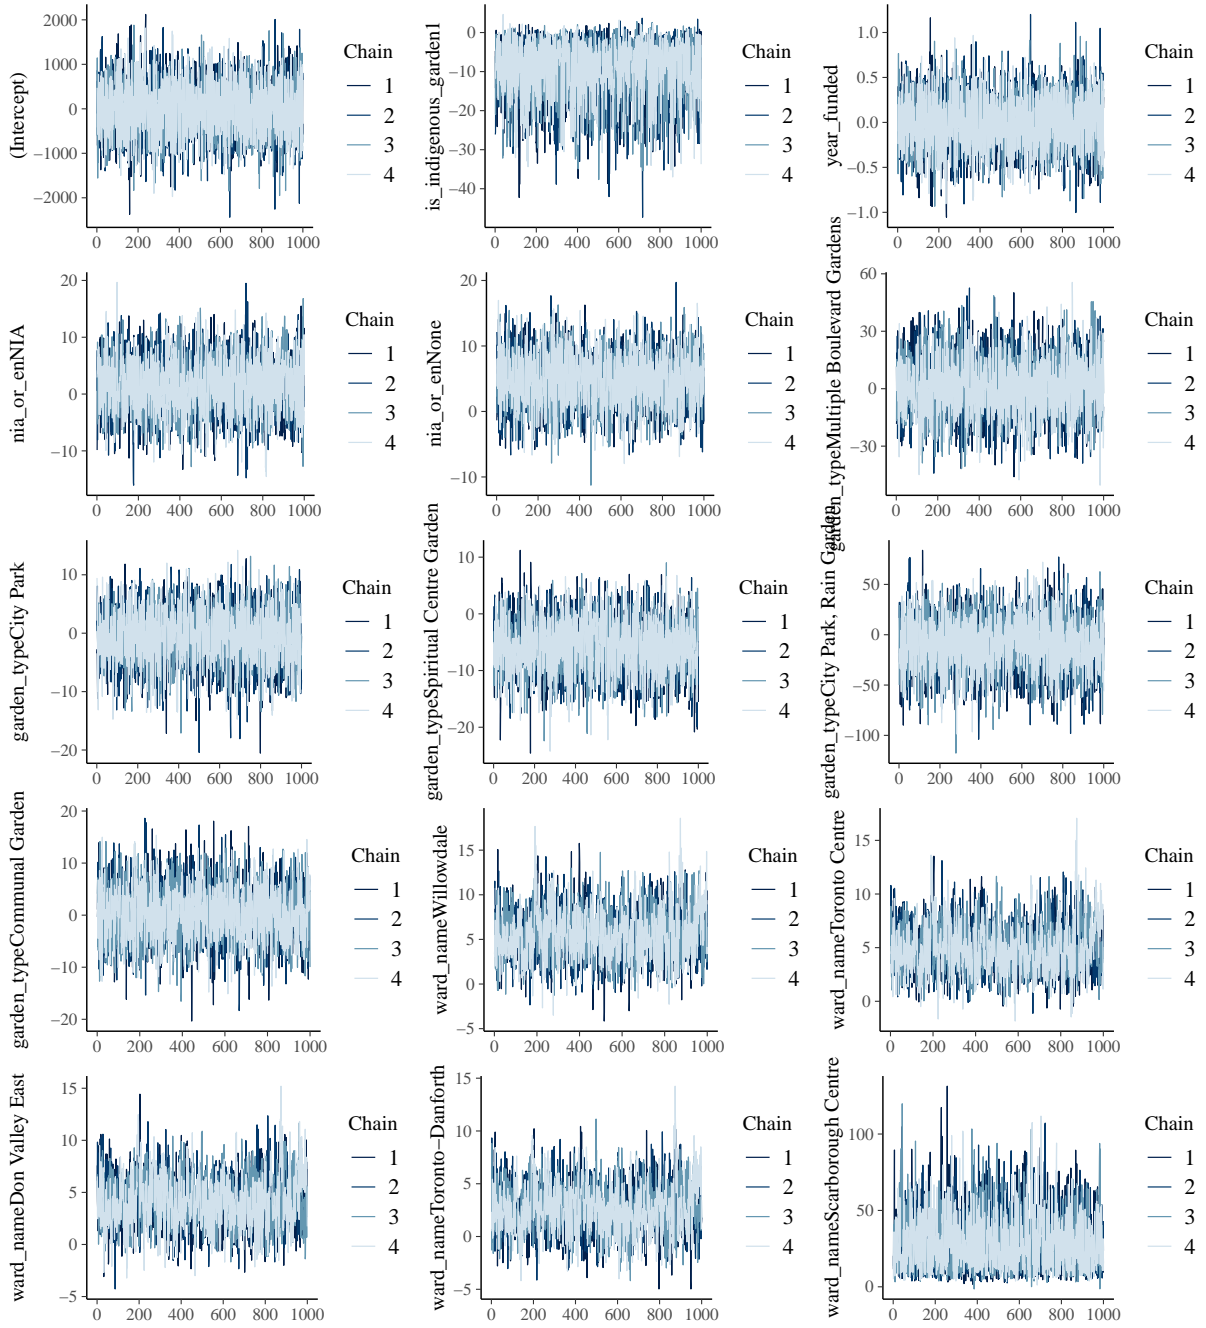 (Intercept)
2000
1000
0
−1000
−2000
0 200 400 600 800 1000
Chain
1
2
3
4
is_indigenous_garden1
0
−10
−20
−30
−40
0 200 400 600 800 1000
Chain
1
2
3
4
year_funded
1.0
0.5
0.0
−0.5
−1.0
0 200 400 600 800 1000
Chain
1
2
3
4
nia_or_enNIA
20
10
0
−10
0 200 400 600 800 1000
Chain
1
2
3
4
nia_or_enNone
20
10
0
−10
0 200 400 600 800 1000
Chain
1
2
3
4
garden_typeMultiple Boulevard Gardens
60
30
0
−30
0 200 400 600 800 1000
Chain
1
2
3
4
garden_typeCity Park
10
0
−10
−20
0 200 400 600 800 1000
Chain
1
2
3
4
garden_typeSpiritual Centre Garden
10
0
−10
−20
0 200 400 600 800 1000
Chain
1
2
3
4
garden_typeCity Park, Rain Garden
50
0
−50
−100
0 200 400 600 800 1000
Chain
1
2
3
4
garden_typeCommunal Garden
20
10
0
−10
−20
0 200 400 600 800 1000
Chain
1
2
3
4
ward_nameWillowdale
15
10
5
0
−5
0 200 400 600 800 1000
Chain
1
2
3
4
ward_nameToronto Centre
15
10
5
0
0 200 400 600 800 1000
Chain
1
2
3
4
ward_nameDon Valley East
15
10
5
0
−5
0 200 400 600 800 1000
Chain
1
2
3
4
ward_nameToronto−Danforth
15
10
5
0
−5
0 200 400 600 800 1000
Chain
1
2
3
4
ward_nameScarborough Centre
100
50
0
0 200 400 600 800 1000
Chain
1
2
3
4